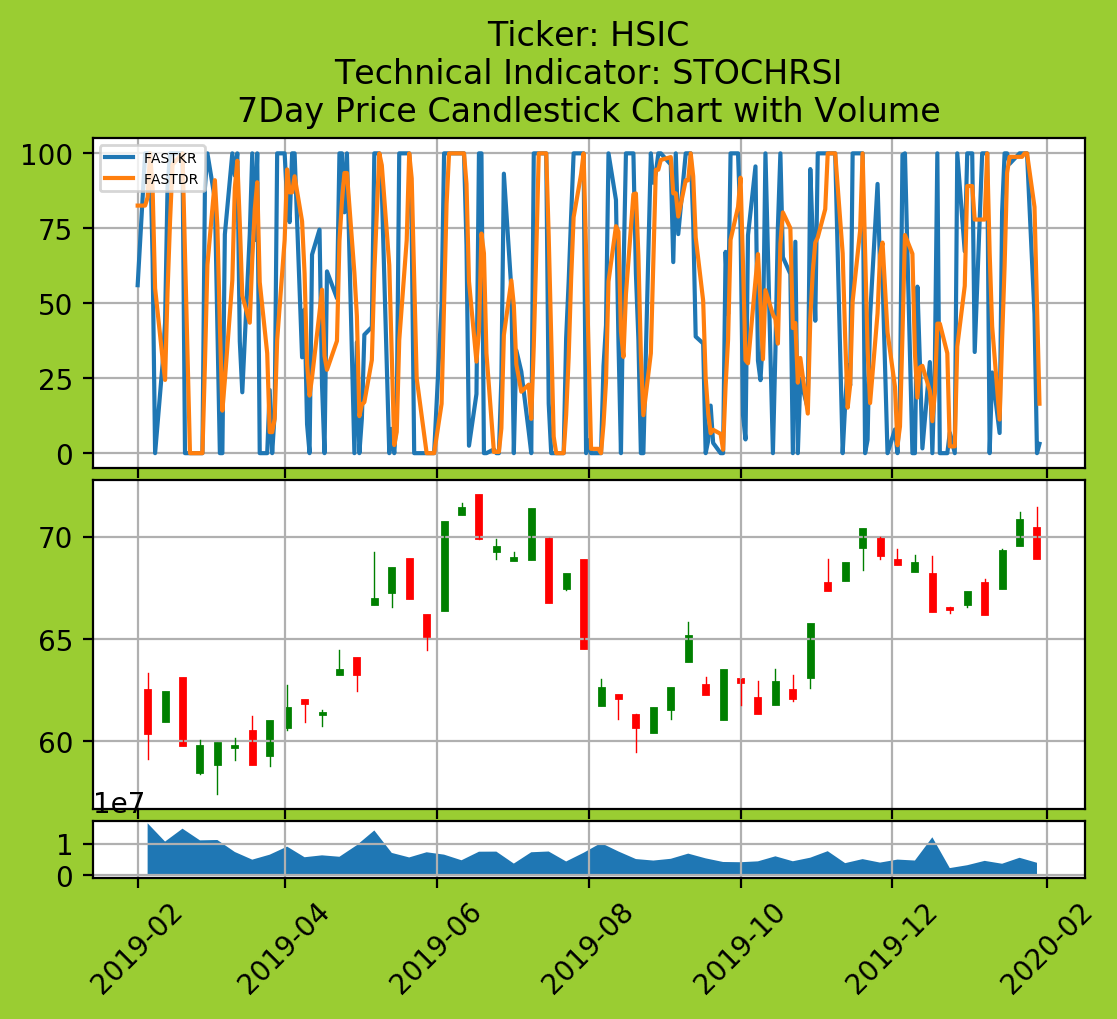 Ticker: HSIC
Technical Indicator: STOCHRSI
7Day Price Candlestick Chart with Volume
100
75
50
25
0
FASTKR
FASTDR
70
65
60
1e7
1
0
2019-02
2019-04
2019-06
2019-08
2019-10
2019-12
2020-02